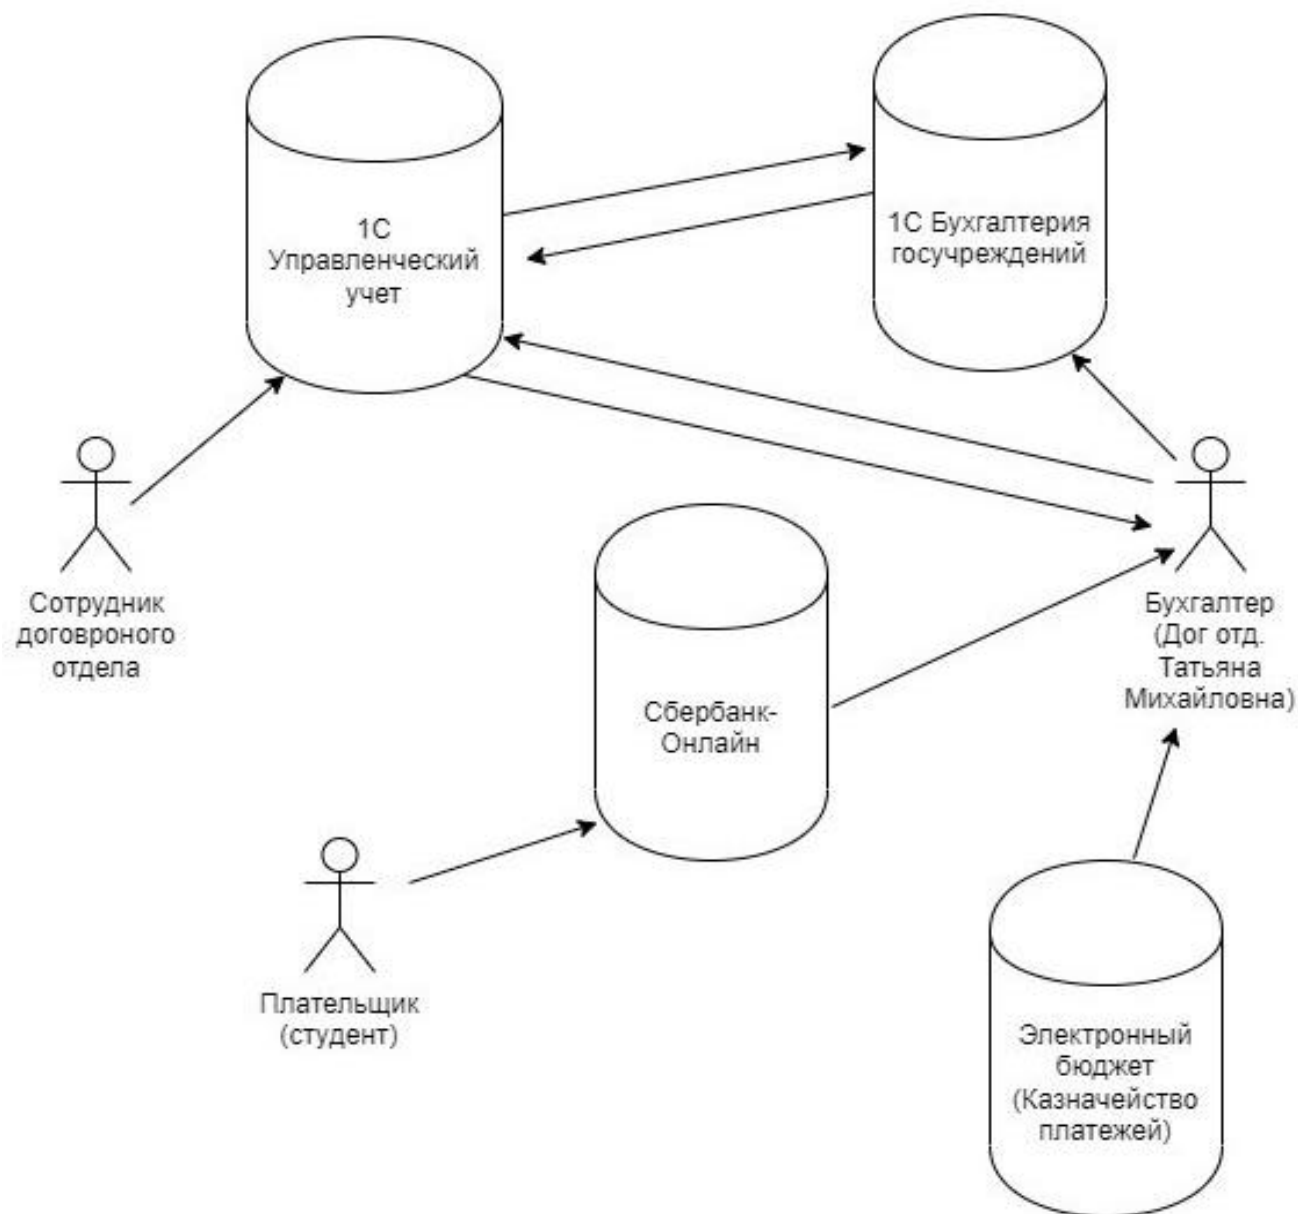 1С
Управленческий
учет
1С Бухгалтерия
госучреждений
Сотрудник
договроного
отдела
Бухгалтер
(Дог отд.
Татьяна
Михайловна)
Сбербанк-
Онлайн
Плательщик
(студент)
Электронный
бюджет
(Казначейство
платежей)